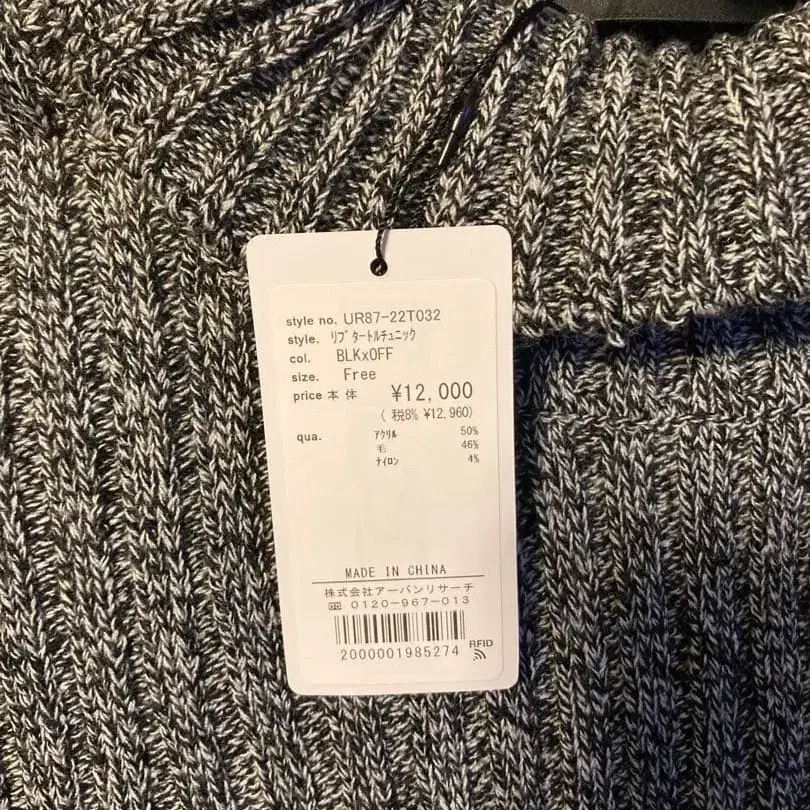 style no. UR87-22T032
style. ﾘﾌﾞﾀｰﾄﾙﾁｭﾆｯｸ
col. BLKxOFF
size. Free
price 本体 ¥12,000
( 税8% ¥12,960)
qua. ｱｸﾘﾙ 50%
毛 46%
ﾅｲﾛﾝ 4%
MADE IN CHINA
株式会社アーバンリサーチ
0120-967-013
2000001985274
RFID